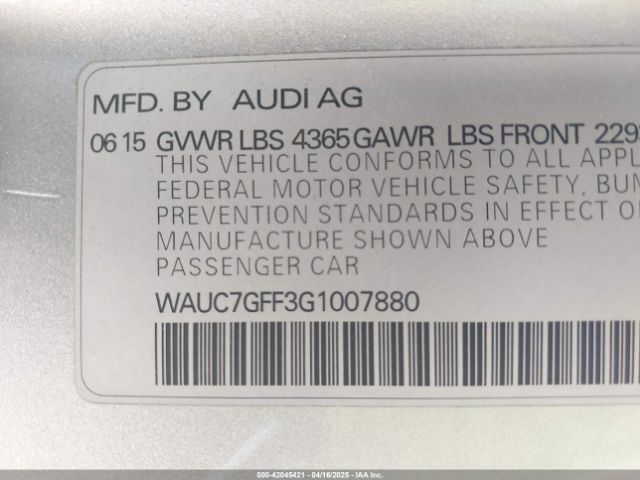 MFD. BY AUDI AG
06 15 GVWR LBS 4365 GAWR LBS FRONT 229
THIS VEHICLE CONFORMS TO ALL APPL
FEDERAL MOTOR VEHICLE SAFETY, BUM
PREVENTION STANDARDS IN EFFECT O
MANUFACTURE SHOWN ABOVE
PASSENGER CAR
WAUC7GFF3G1007880
000-42045421 - 04/16/2025 - IAA Inc.